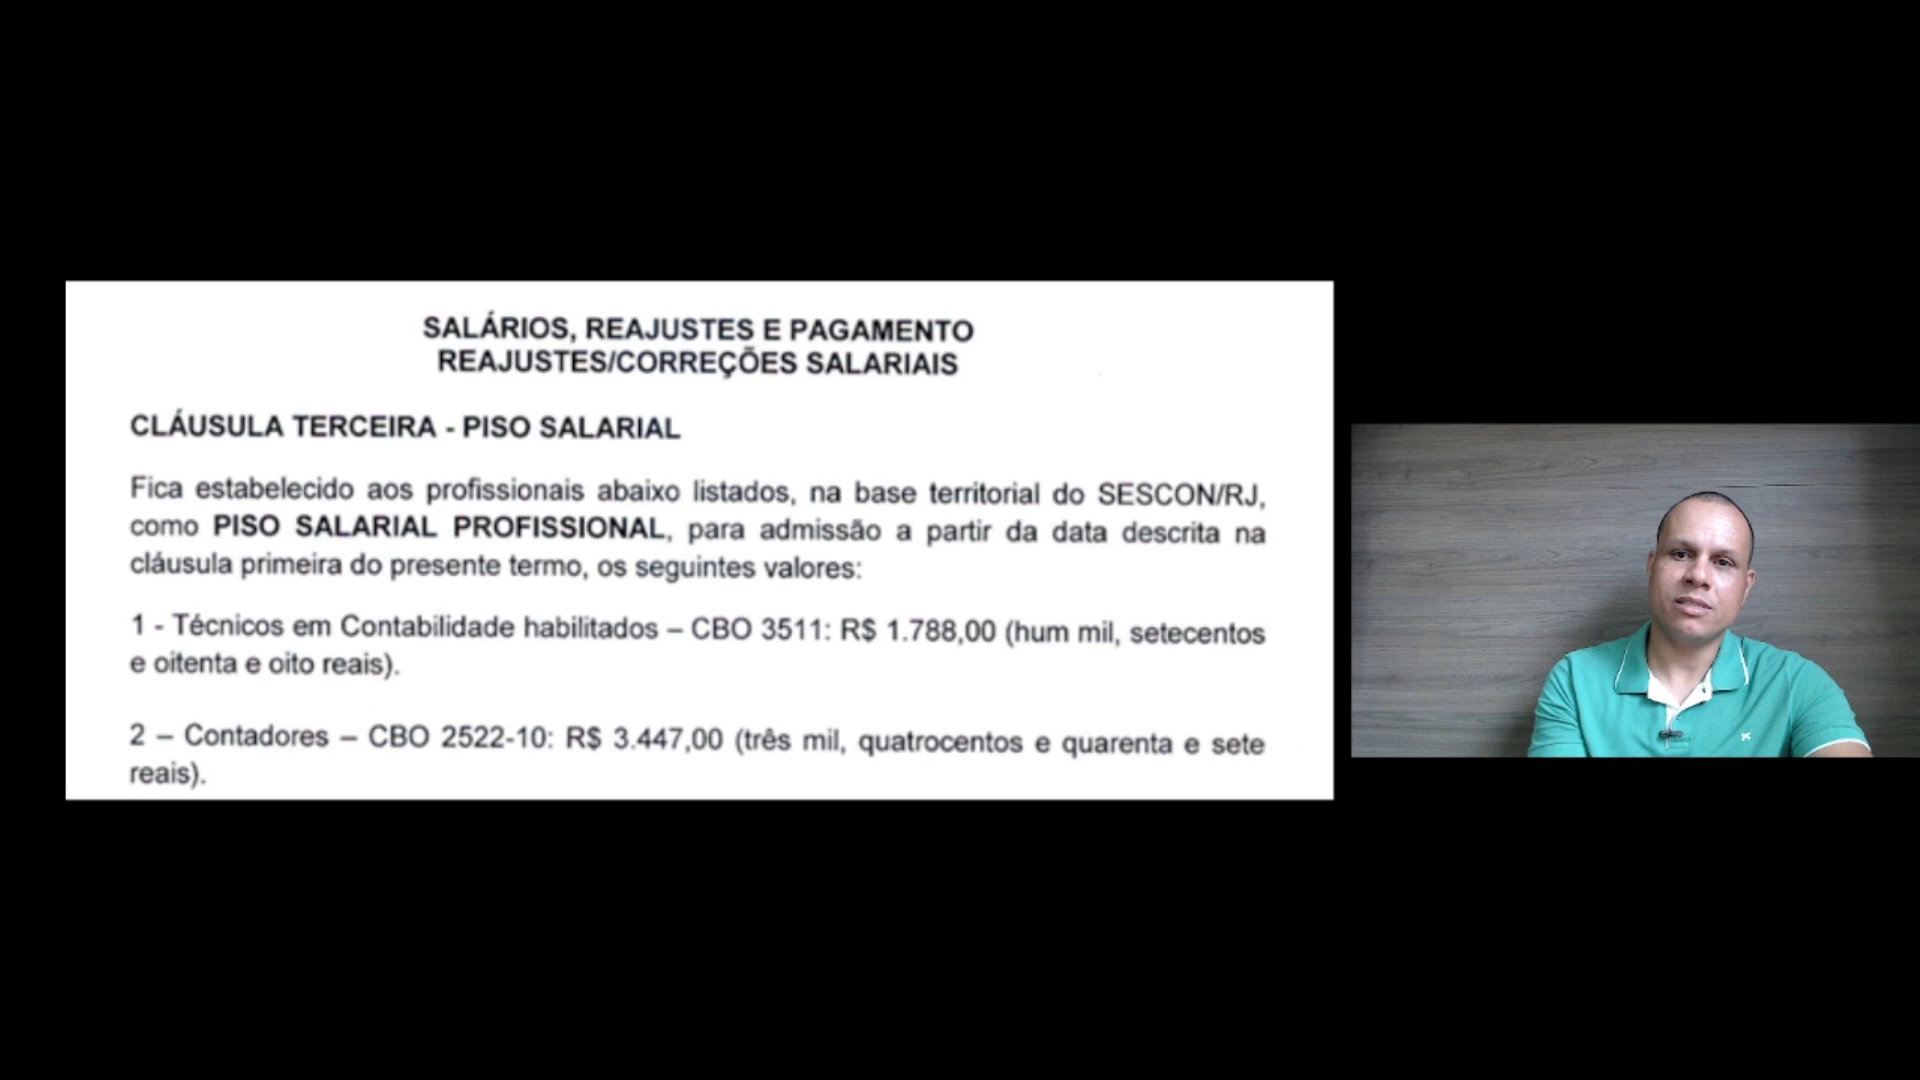 SALÁRIOS, REAJUSTES E PAGAMENTO
REAJUSTES/CORREÇÕES SALARIAIS
CLÁUSULA TERCEIRA - PISO SALARIAL
Fica estabelecido aos profissionais abaixo listados, na base territorial do SESCON/RJ,
como PISO SALARIAL PROFISSIONAL, para admissão a partir da data descrita na
cláusula primeira do presente termo, os seguintes valores:
1 - Técnicos em Contabilidade habilitados – CBO 3511: R$ 1.788,00 (hum mil, setecentos
e oitenta e oito reais).
2 – Contadores – CBO 2522-10: R$ 3.447,00 (três mil, quatrocentos e quarenta e sete
reais).